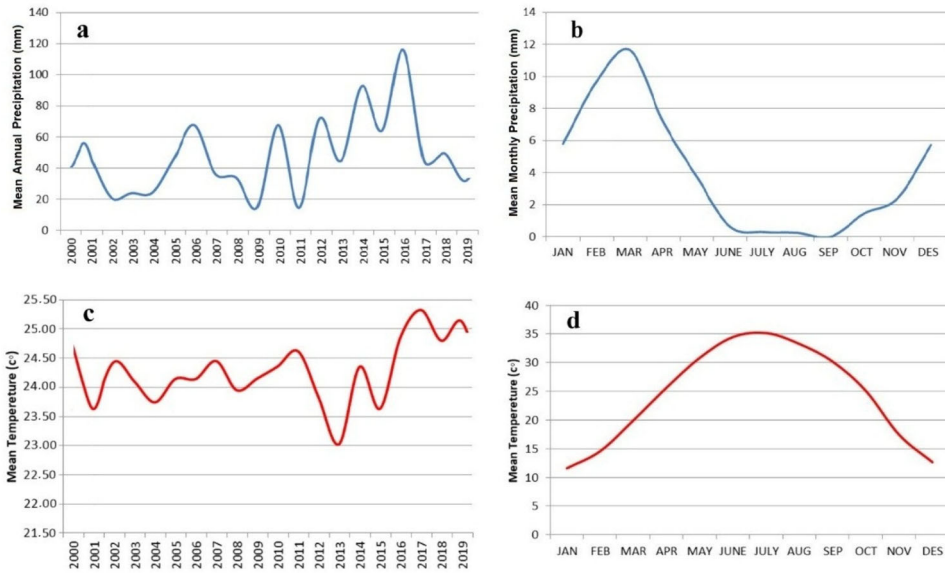 a
Mean Annual Precipitation (mm)
140
120
100
80
60
40
20
0
2000 2001 2002 2003 2004 2005 2006 2007 2008 2009 2010 2011 2012 2013 2014 2015 2016 2017 2018 2019
b
Mean Monthly Precipitation (mm)
14
12
10
8
6
4
2
0
JAN FEB MAR APR MAY JUNE JULY AUG SEP OCT NOV DES
c
Mean Tempereture (c°)
25.50
25.00
24.50
24.00
23.50
23.00
22.50
22.00
21.50
2000 2001 2002 2003 2004 2005 2006 2007 2008 2009 2010 2011 2012 2013 2014 2015 2016 2017 2018 2019
d
Mean Temperture (c°)
40
35
30
25
20
15
10
5
0
JAN FEB MAR APR MAY JUNE JULY AUG SEP OCT NOV DES